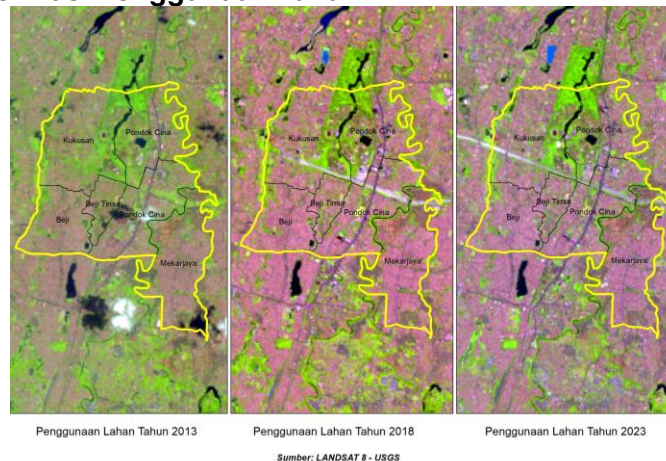 Kukusan
Pondok Cina
Beji Timur
Beji
Pondok Cina
Mekarjaya
Kukusan
Pondok Cina
Beji Timur
Beji
Pondok Cina
Mekarjaya
Kukusan
Pondok Cina
Beji Timur
Beji
Pondok Cina
Mekarjaya
Penggunaan Lahan Tahun 2013
Penggunaan Lahan Tahun 2018
Penggunaan Lahan Tahun 2023
Sumber: LANDSAT 8 - USGS